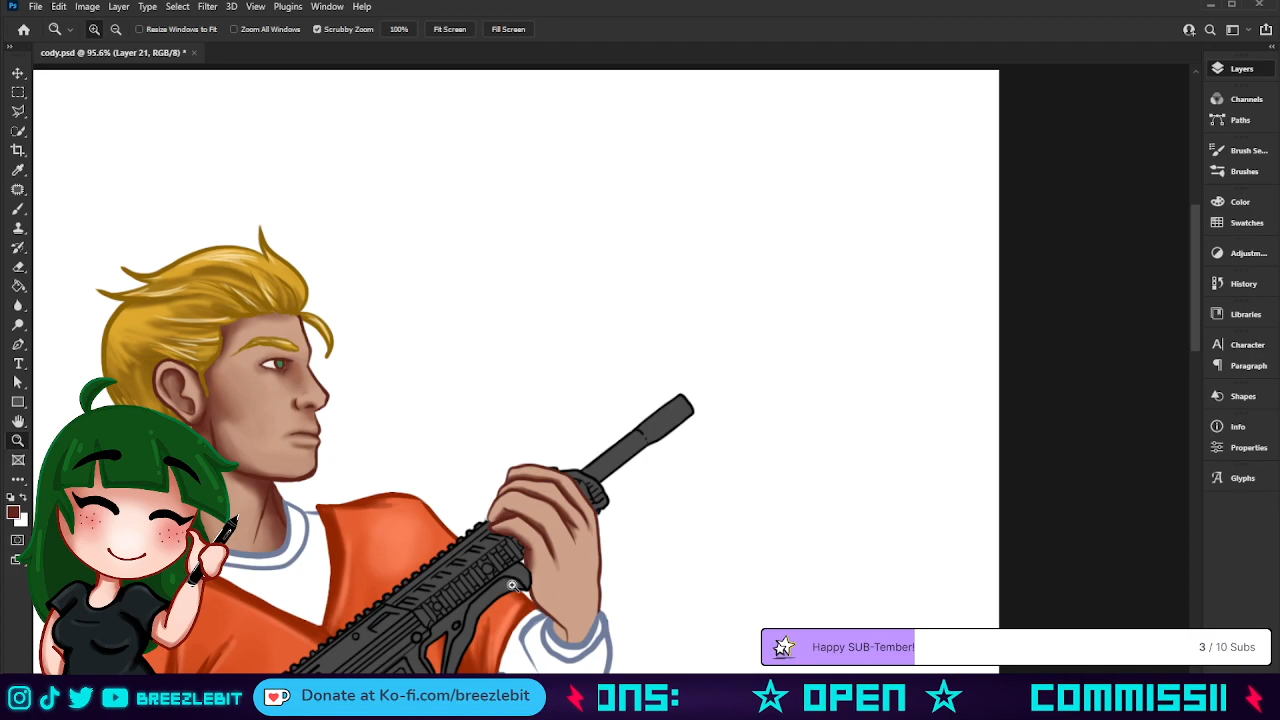 Ps File Edit Image Layer Type Select Filter 3D View Plugins Window Help
Resize Windows to Fit Zoom All Windows Scrubby Zoom 100% Fit Screen Fill Screen
cody.psd @ 95.6% (Layer 21, RGB/8) * ×
Layers
Channels
Paths
Brush Se...
Brushes
Color
Swatches
Adjustm...
History
Libraries
Character
Paragraph
Shapes
Info
Properties
Glyphs
Happy SUB-Tember! 3 / 10 Subs
BREEZLEBIT Donate at Ko-fi.com/breezlebit ONS: OPEN COMMISSI